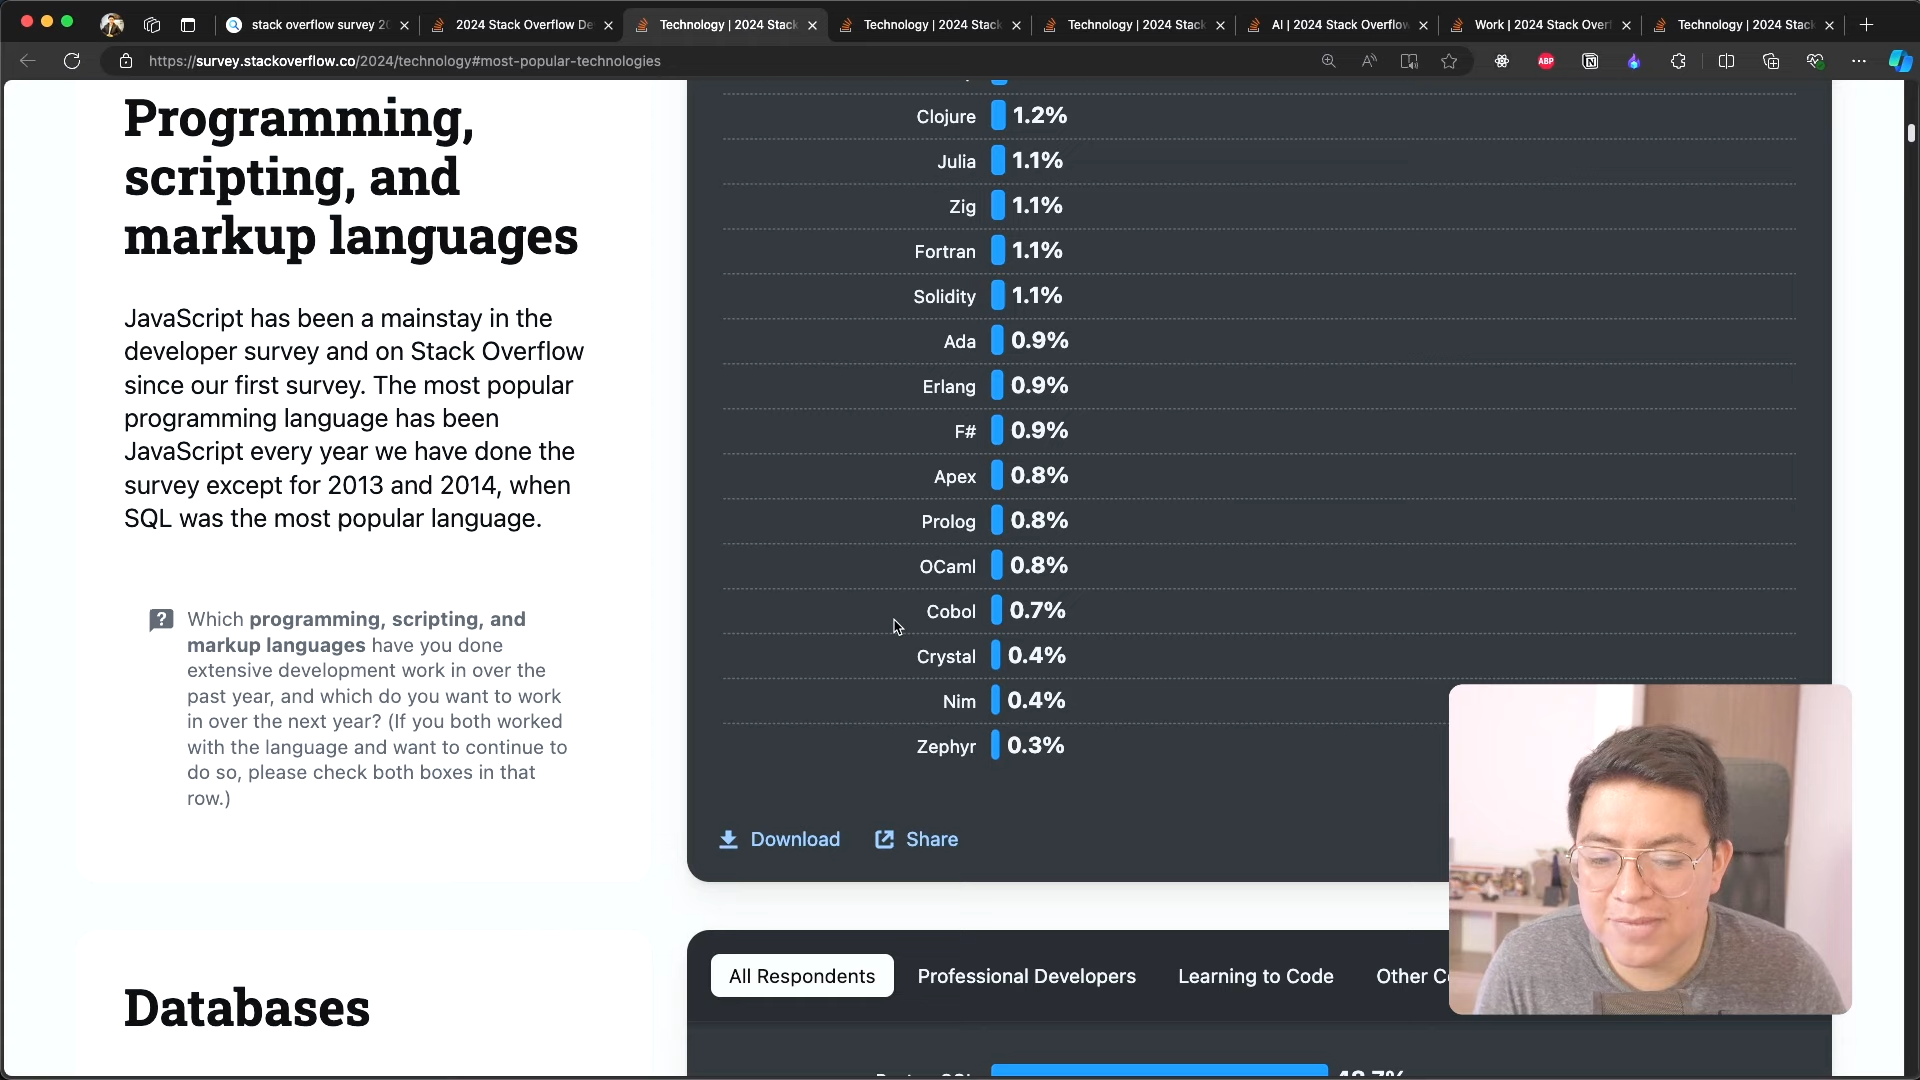 stack overflow survey 20
2024 Stack Overflow De
Technology | 2024 Stack
Technology | 2024 Stack
Technology | 2024 Stack
AI | 2024 Stack Overflow
Work | 2024 Stack Overf
Technology | 2024 Stack
https://survey.stackoverflow.co/2024/technology#most-popular-technologies
ABP
Programming,
scripting, and
markup languages
JavaScript has been a mainstay in the
developer survey and on Stack Overflow
since our first survey. The most popular
programming language has been
JavaScript every year we have done the
survey except for 2013 and 2014, when
SQL was the most popular language.
Which programming, scripting, and
markup languages have you done
extensive development work in over the
past year, and which do you want to work
in over the next year? (If you both worked
with the language and want to continue to
do so, please check both boxes in that
row.)
Clojure 1.2%
Julia 1.1%
Zig 1.1%
Fortran 1.1%
Solidity 1.1%
Ada 0.9%
Erlang 0.9%
F# 0.9%
Apex 0.8%
Prolog 0.8%
OCaml 0.8%
Cobol 0.7%
Crystal 0.4%
Nim 0.4%
Zephyr 0.3%
Download Share
Databases
All Respondents Professional Developers Learning to Code Other C